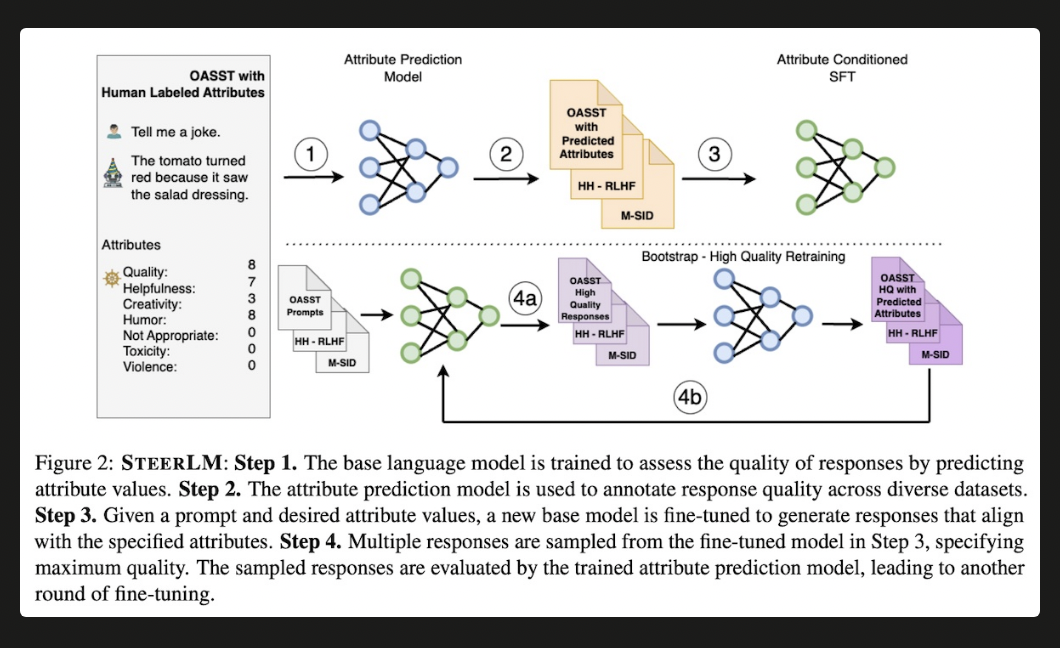 OASST with
Human Labeled Attributes
Tell me a joke.
The tomato turned
red because it saw
the salad dressing.
Attributes
Quality: 8
Helpfulness: 7
Creativity: 3
Humor: 8
Not Appropriate: 0
Toxicity: 0
Violence: 0
Attribute Prediction
Model
Attribute Conditioned
SFT
1
2
OASST
with
Predicted
Attributes
HH - RLHF
M-SID
3
Bootstrap - High Quality Retraining
OASST
Prompts
HH - RLHF
M-SID
4a
OASST
High
Quality
Responses
HH - RLHF
M-SID
OASST
HQ with
Predicted
Attributes
HH - RLHF
M-SID
4b
Figure 2: STEERLM: Step 1. The base language model is trained to assess the quality of responses by predicting
attribute values. Step 2. The attribute prediction model is used to annotate response quality across diverse datasets.
Step 3. Given a prompt and desired attribute values, a new base model is fine-tuned to generate responses that align
with the specified attributes. Step 4. Multiple responses are sampled from the fine-tuned model in Step 3, specifying
maximum quality. The sampled responses are evaluated by the trained attribute prediction model, leading to another
round of fine-tuning.